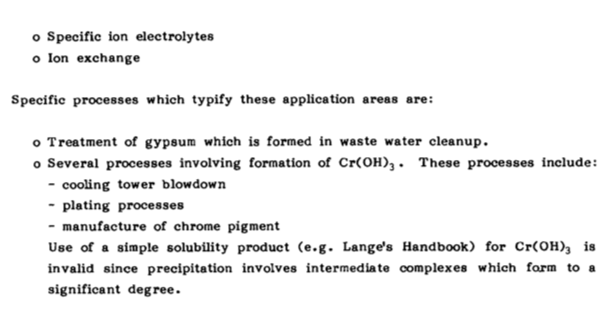 o Specific ion electrolytes
o Ion exchange
Specific processes which typify these application areas are:
o Treatment of gypsum which is formed in waste water cleanup.
o Several processes involving formation of Cr(OH)₃. These processes include:
- cooling tower blowdown
- plating processes
- manufacture of chrome pigment
Use of a simple solubility product (e.g. Lange's Handbook) for Cr(OH)₃ is
invalid since precipitation involves intermediate complexes which form to a
significant degree.